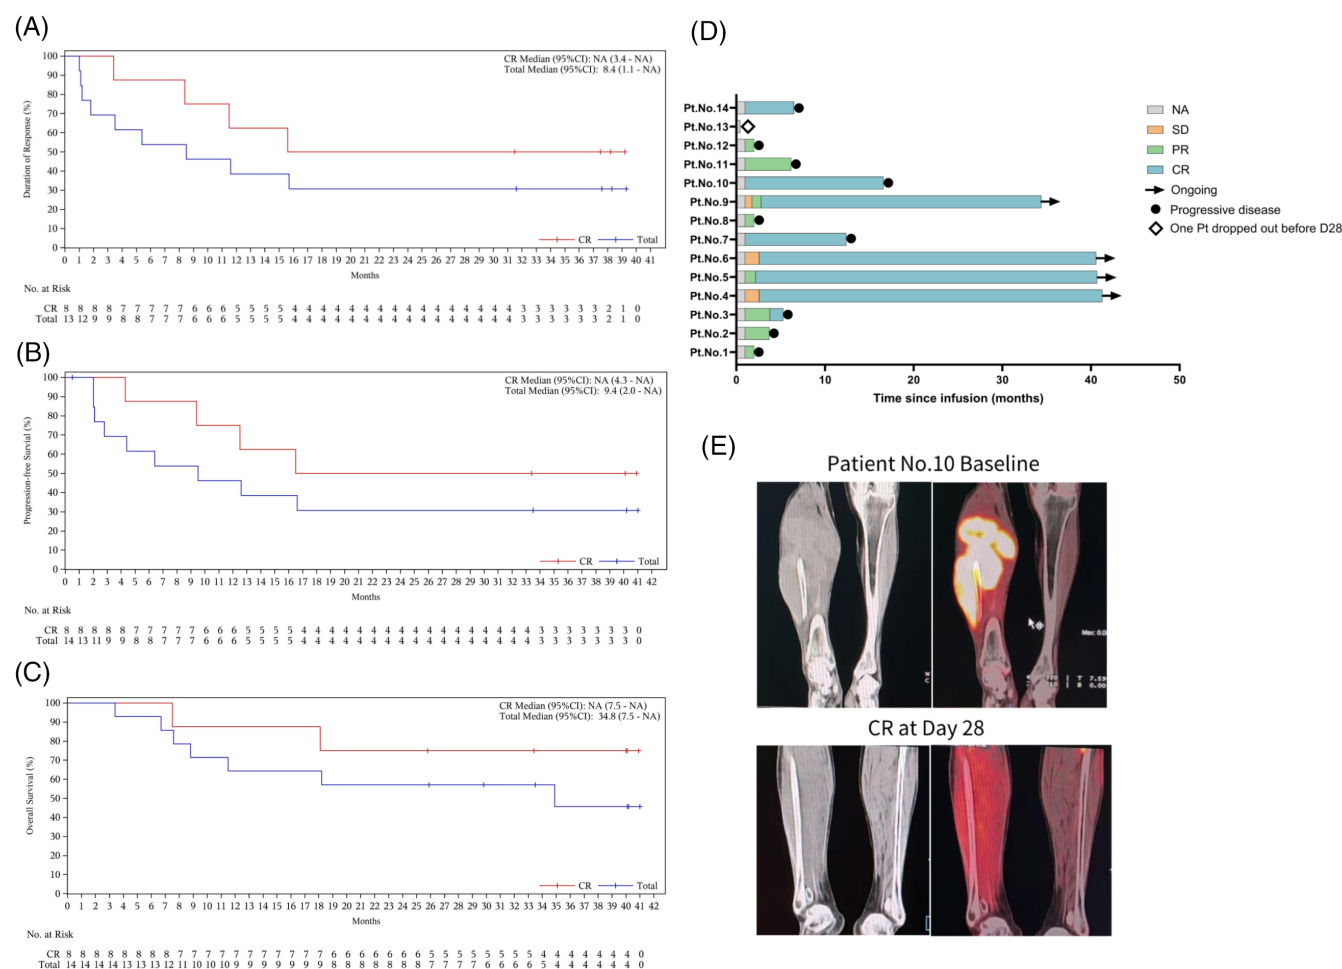 (A)
CR Median (95%CI): NA (3.4 - NA)
Total Median (95%CI): 8.4 (1.1 - NA)
Duration of Response (%)
100
90
80
70
60
50
40
30
20
10
0
CR Total
0 1 2 3 4 5 6 7 8 9 10 11 12 13 14 15 16 17 18 19 20 21 22 23 24 25 26 27 28 29 30 31 32 33 34 35 36 37 38 39 40 41
Months
No. at Risk
CR 8 8 8 8 7 7 7 7 7 6 6 6 5 5 5 5 4 4 4 4 4 4 4 4 4 4 4 4 4 4 4 4 3 3 3 3 3 3 2 1 0
Total 13 12 9 9 8 8 7 7 7 6 6 6 5 5 5 5 4 4 4 4 4 4 4 4 4 4 4 4 4 4 4 4 3 3 3 3 3 3 2 1 0
(B)
CR Median (95%CI): NA (4.3 - NA)
Total Median (95%CI): 9.4 (2.0 - NA)
Progression-free Survial (%)
100
90
80
70
60
50
40
30
20
10
0
CR Total
0 1 2 3 4 5 6 7 8 9 10 11 12 13 14 15 16 17 18 19 20 21 22 23 24 25 26 27 28 29 30 31 32 33 34 35 36 37 38 39 40 41 42
Months
No. at Risk
CR 8 8 8 8 8 7 7 7 7 7 6 6 6 5 5 5 5 4 4 4 4 4 4 4 4 4 4 4 4 4 4 4 4 4 3 3 3 3 3 3 3 0
Total 14 13 11 9 9 8 8 7 7 7 6 6 6 5 5 5 5 4 4 4 4 4 4 4 4 4 4 4 4 4 4 4 4 4 3 3 3 3 3 3 3 0
(C)
CR Median (95%CI): NA (7.5 - NA)
Total Median (95%CI): 34.8 (7.5 - NA)
Overall Survival (%)
100
90
80
70
60
50
40
30
20
10
0
CR Total
0 1 2 3 4 5 6 7 8 9 10 11 12 13 14 15 16 17 18 19 20 21 22 23 24 25 26 27 28 29 30 31 32 33 34 35 36 37 38 39 40 41 42
Months
No. at Risk
CR 8 8 8 8 8 8 8 8 7 7 7 7 7 7 7 7 7 7 7 6 6 6 6 6 6 6 5 5 5 5 5 5 5 5 4 4 4 4 4 4 4 0
Total 14 14 14 14 13 13 13 12 11 10 10 10 9 9 9 9 9 9 9 8 8 8 8 8 8 8 7 7 7 7 6 6 6 6 5 4 4 4 4 4 4 0
(D)
Pt.No.14
Pt.No.13
Pt.No.12
Pt.No.11
Pt.No.10
Pt.No.9
Pt.No.8
Pt.No.7
Pt.No.6
Pt.No.5
Pt.No.4
Pt.No.3
Pt.No.2
Pt.No.1
0 10 20 30 40 50
Time since infusion (months)
NA
SD
PR
CR
Ongoing
Progressive disease
One Pt dropped out before D28
(E)
Patient No.10 Baseline
CR at Day 28